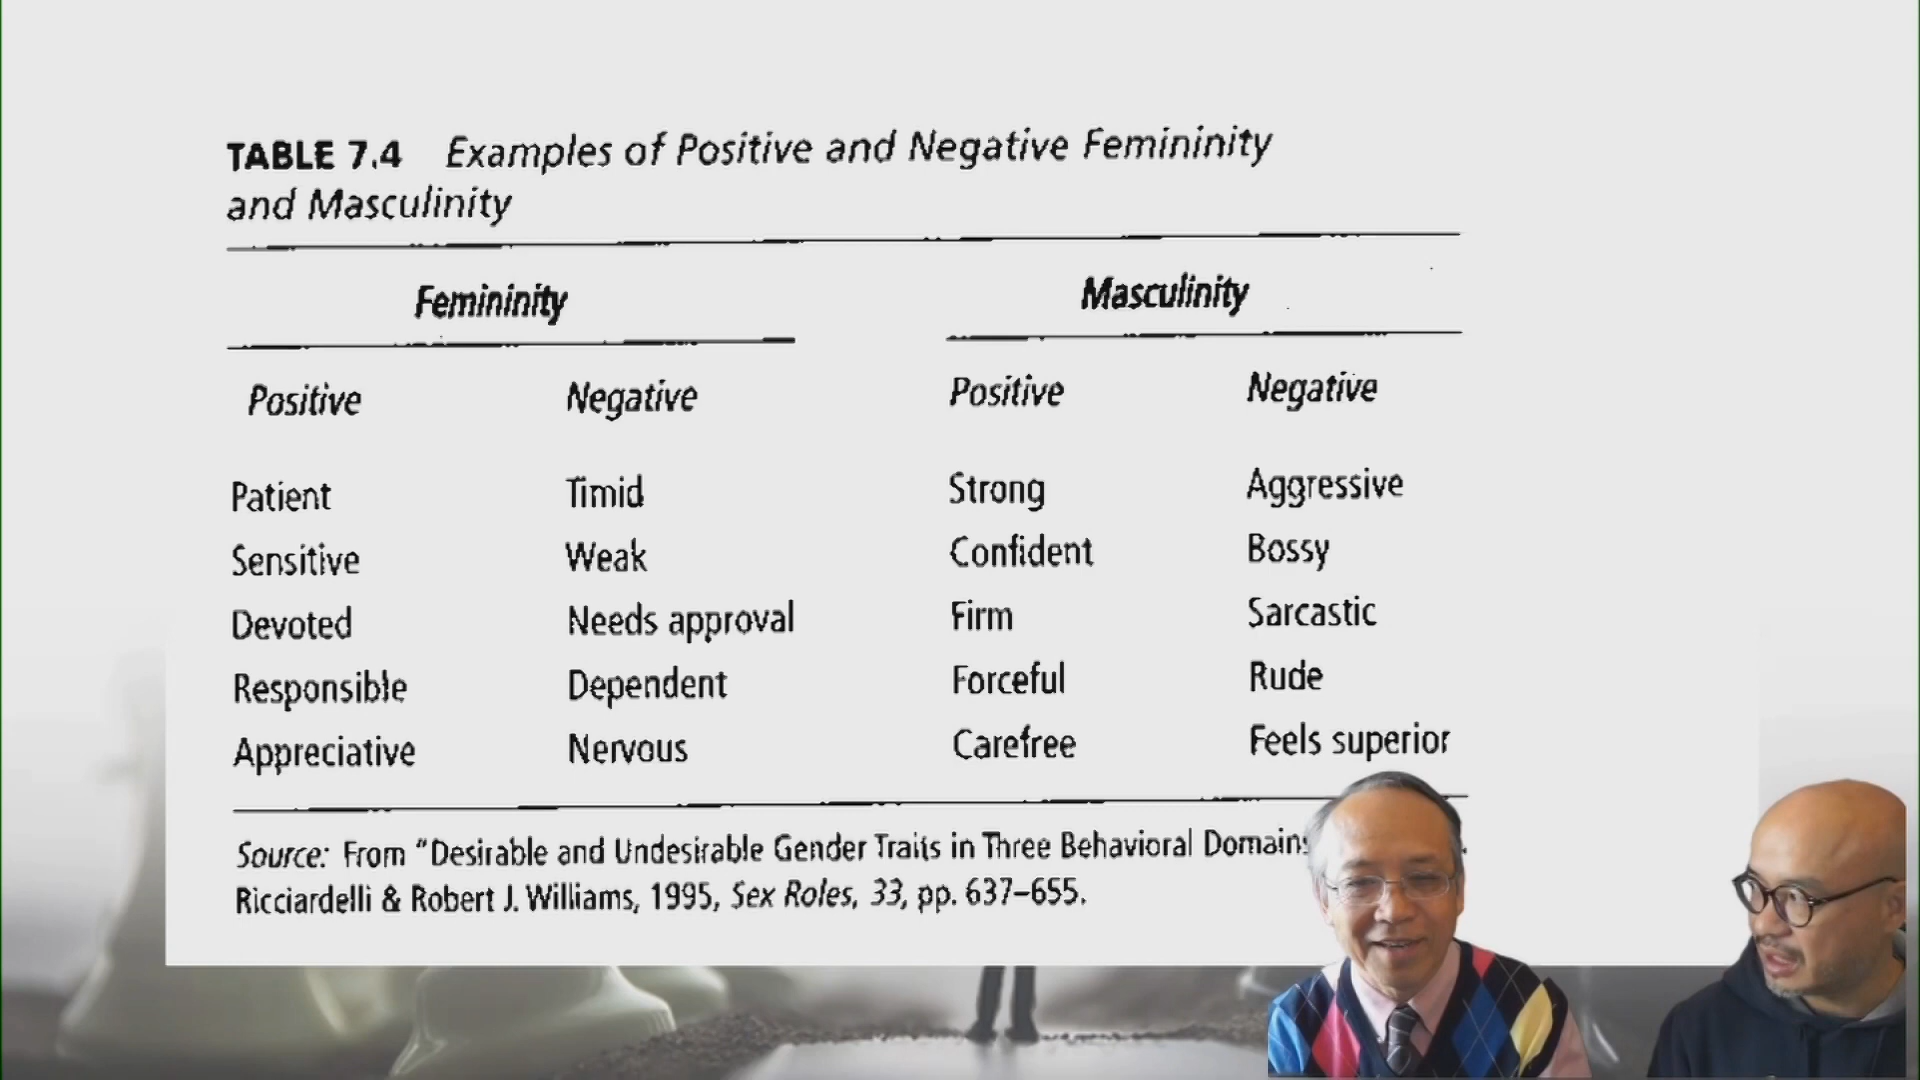 TABLE 7.4 Examples of Positive and Negative Femininity
and Masculinity
Femininity Masculinity
Positive Negative Positive Negative
Patient Timid Strong Aggressive
Sensitive Weak Confident Bossy
Devoted Needs approval Firm Sarcastic
Responsible Dependent Forceful Rude
Appreciative Nervous Carefree Feels superior
Source: From "Desirable and Undesirable Gender Traits in Three Behavioral Domains
Ricciardelli & Robert J. Williams, 1995, Sex Roles, 33, pp. 637–655.